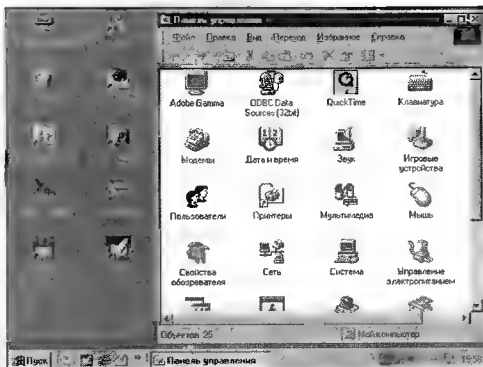 Панель управления
Файл Правка Вид Переход Избранное Справка
Adobe Gamma
ODBC Data Sources (32bit)
QuickTime
Клавиатура
Модемы
Дата и время
Звук
Игровые устройства
Пользователи
Принтеры
Мультимедиа
Мышь
Свойства обозревателя
Сеть
Система
Управление электропитанием
Объектов: 25
Мой компьютер
Пуск
Панель управления